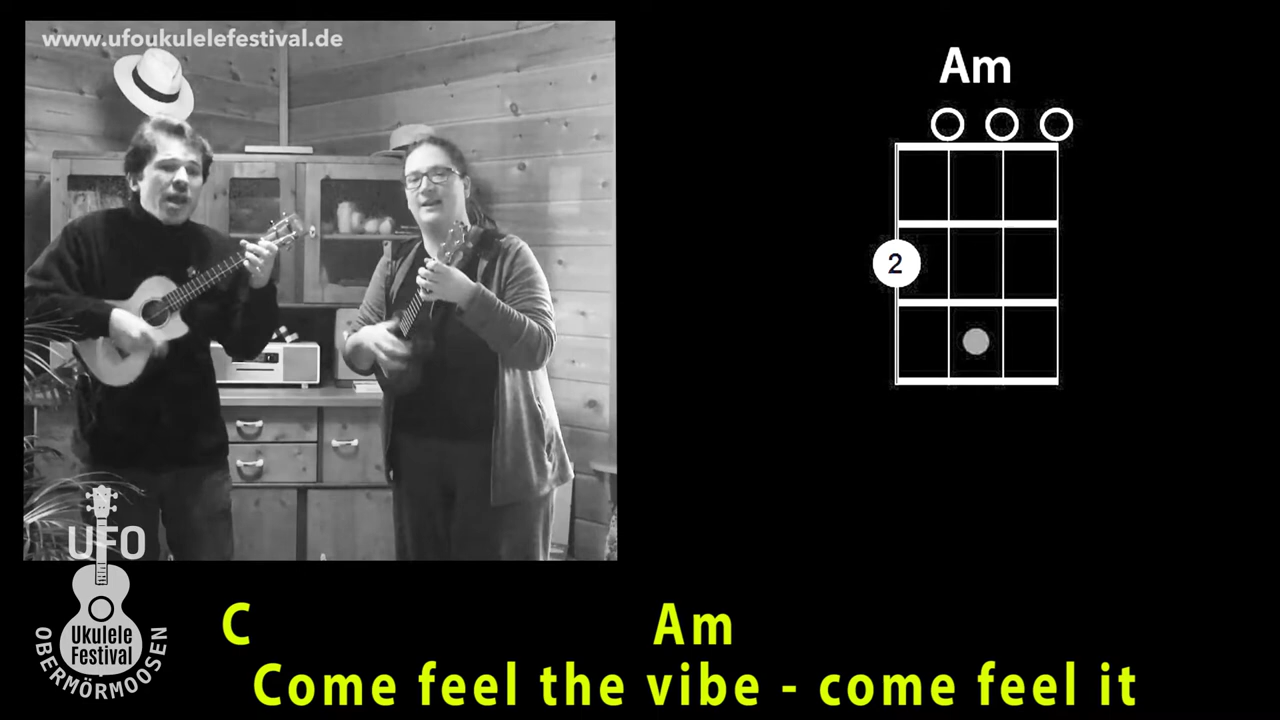 www.ufoukulelefestival.de
Am
2
UFO
Ukulele
Festival
OBERMÖRMOOSEN
C Am
Come feel the vibe - come feel it